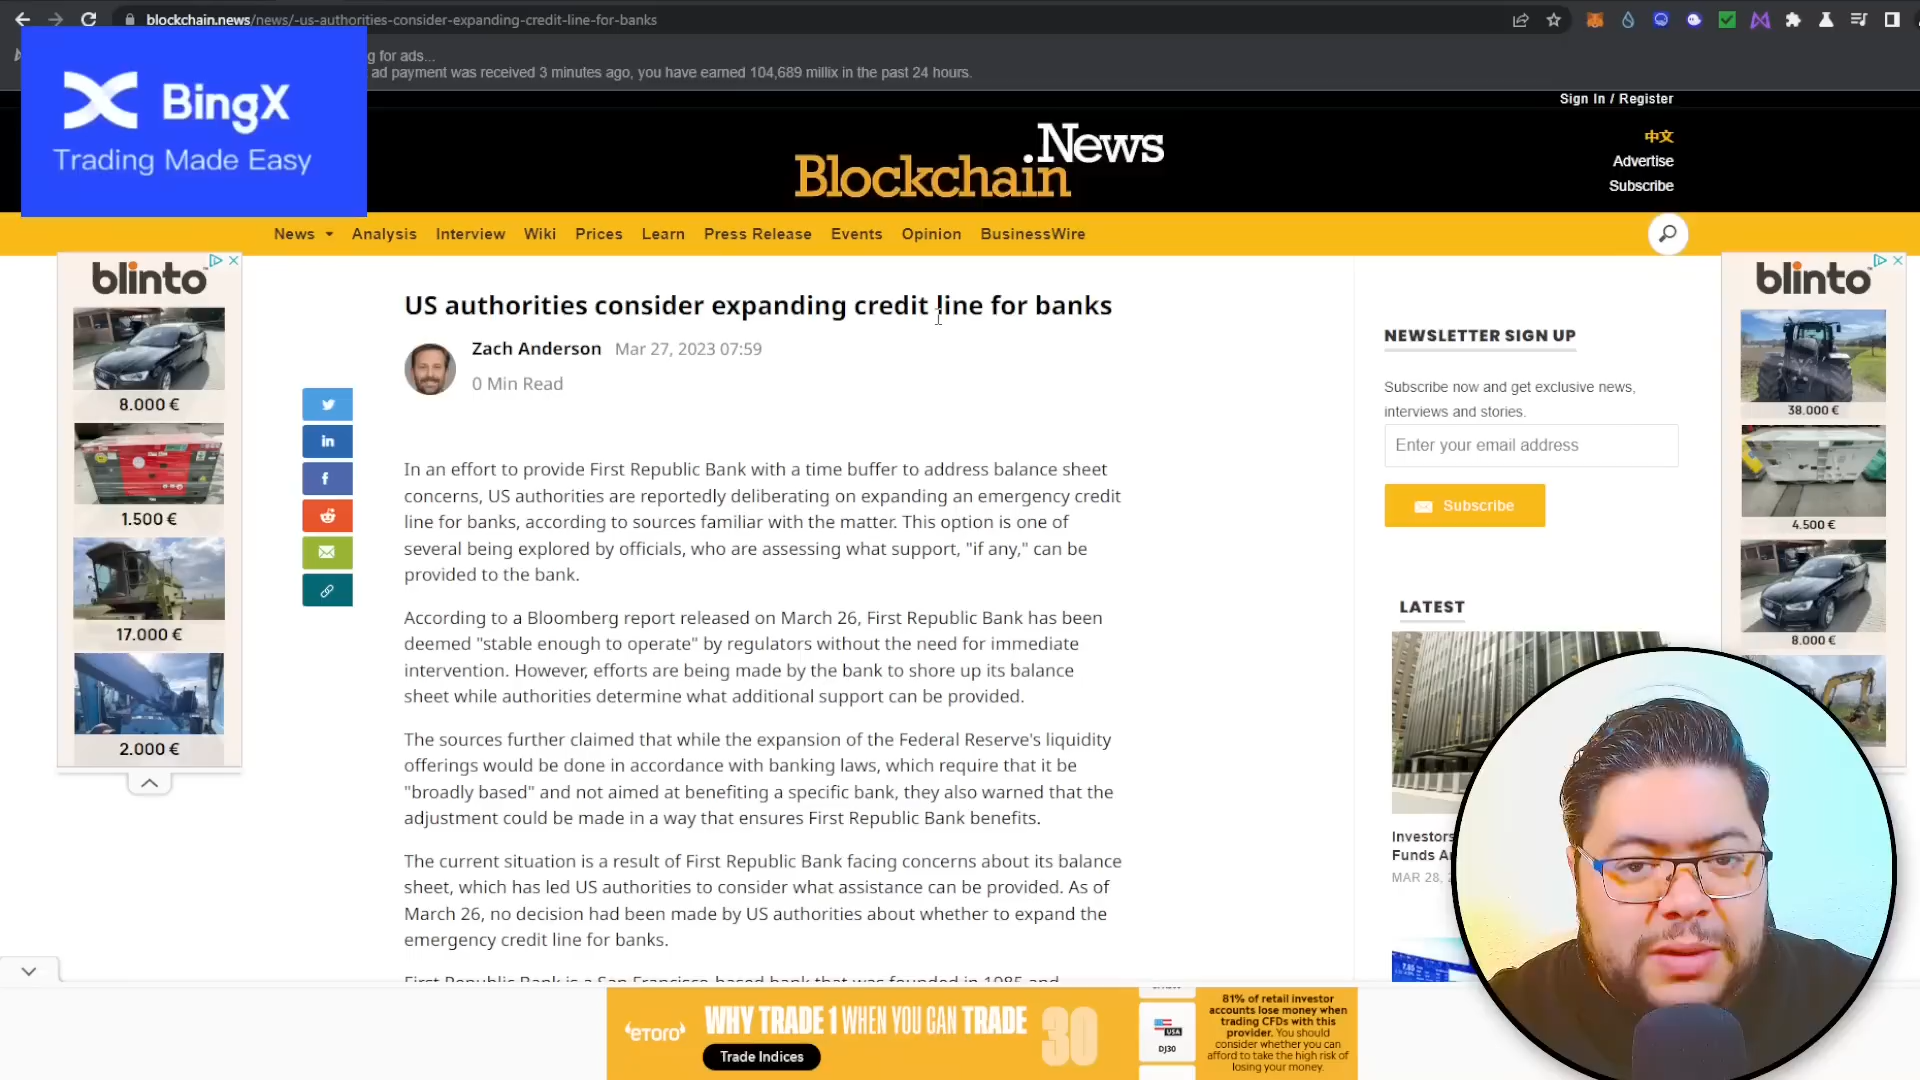 blockchain.news/news/-us-authorities-consider-expanding-credit-line-for-banks
g for ads...
ad payment was received 3 minutes ago, you have earned 104,689 millix in the past 24 hours.
BingX
Trading Made Easy
Sign In / Register
Blockchain.News
中文
Advertise
Subscribe
News Analysis Interview Wiki Prices Learn Press Release Events Opinion BusinessWire
blinto
8.000 €
1.500 €
17.000 €
2.000 €
US authorities consider expanding credit line for banks
Zach Anderson Mar 27, 2023 07:59
0 Min Read
In an effort to provide First Republic Bank with a time buffer to address balance sheet
concerns, US authorities are reportedly deliberating on expanding an emergency credit
line for banks, according to sources familiar with the matter. This option is one of
several being explored by officials, who are assessing what support, "if any," can be
provided to the bank.
According to a Bloomberg report released on March 26, First Republic Bank has been
deemed "stable enough to operate" by regulators without the need for immediate
intervention. However, efforts are being made by the bank to shore up its balance
sheet while authorities determine what additional support can be provided.
The sources further claimed that while the expansion of the Federal Reserve's liquidity
offerings would be done in accordance with banking laws, which require that it be
"broadly based" and not aimed at benefiting a specific bank, they also warned that the
adjustment could be made in a way that ensures First Republic Bank benefits.
The current situation is a result of First Republic Bank facing concerns about its balance
sheet, which has led US authorities to consider what assistance can be provided. As of
March 26, no decision had been made by US authorities about whether to expand the
emergency credit line for banks.
First Republic Bank is a San Francisco-based bank that was founded in 1985 and
NEWSLETTER SIGN UP
Subscribe now and get exclusive news,
interviews and stories.
Enter your email address
Subscribe
LATEST
Investors
Funds
MAR 28,
blinto
38.000 €
4.500 €
8.000 €
eToro
WHY TRADE 1 WHEN YOU CAN TRADE 30
Trade Indices
USA
DJ30
81% of retail investor
accounts lose money when
trading CFDs with this
provider. You should
consider whether you can
afford to take the high risk of
losing your money.